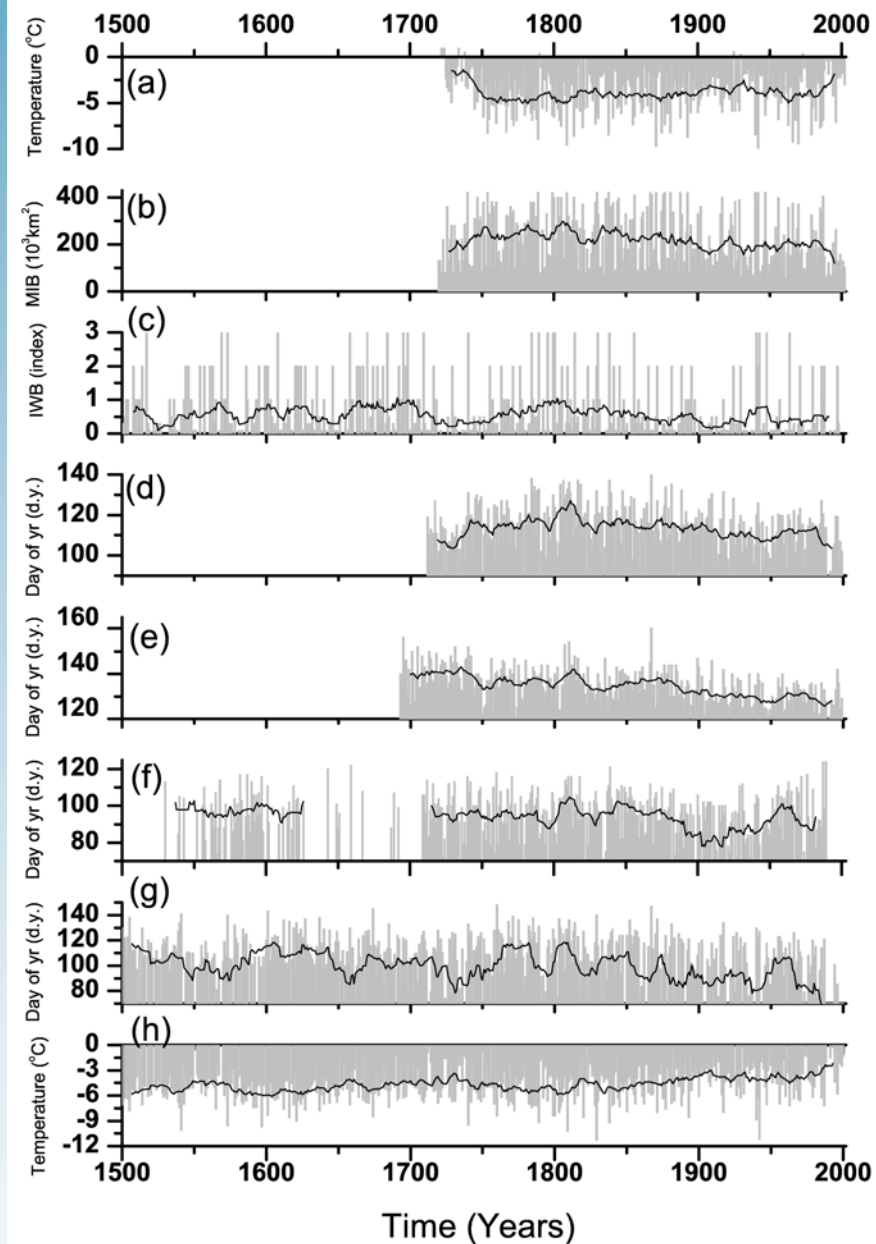 1500 1600 1700 1800 1900 2000
Temperature (°C)
0
-5
-10
(a)
MIB (10³km²)
400
200
0
(b)
IWB (index)
3
2
1
0
(c)
Day of yr (d.y.)
140
120
100
(d)
Day of yr (d.y.)
160
140
120
(e)
Day of yr (d.y.)
120
100
80
(f)
Day of yr (d.y.)
140
120
100
80
(g)
Temperature (°C)
0
-3
-6
-9
-12
(h)
1500 1600 1700 1800 1900 2000
Time (Years)